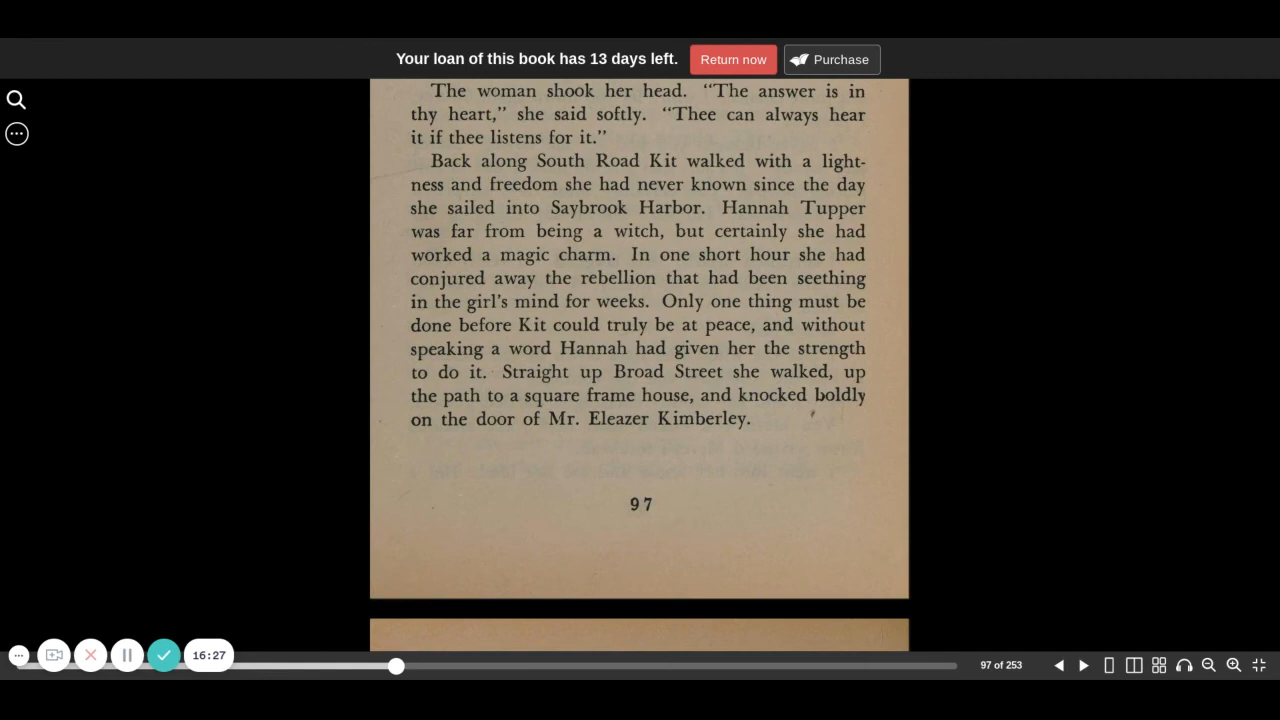 Your loan of this book has 13 days left. Return now Purchase
The woman shook her head. “The answer is in
thy heart,” she said softly. “Thee can always hear
it if thee listens for it.”
Back along South Road Kit walked with a light-
ness and freedom she had never known since the day
she sailed into Saybrook Harbor. Hannah Tupper
was far from being a witch, but certainly she had
worked a magic charm. In one short hour she had
conjured away the rebellion that had been seething
in the girl’s mind for weeks. Only one thing must be
done before Kit could truly be at peace, and without
speaking a word Hannah had given her the strength
to do it. Straight up Broad Street she walked, up
the path to a square frame house, and knocked boldly
on the door of Mr. Eleazer Kimberley.
97
16:27
97 of 253